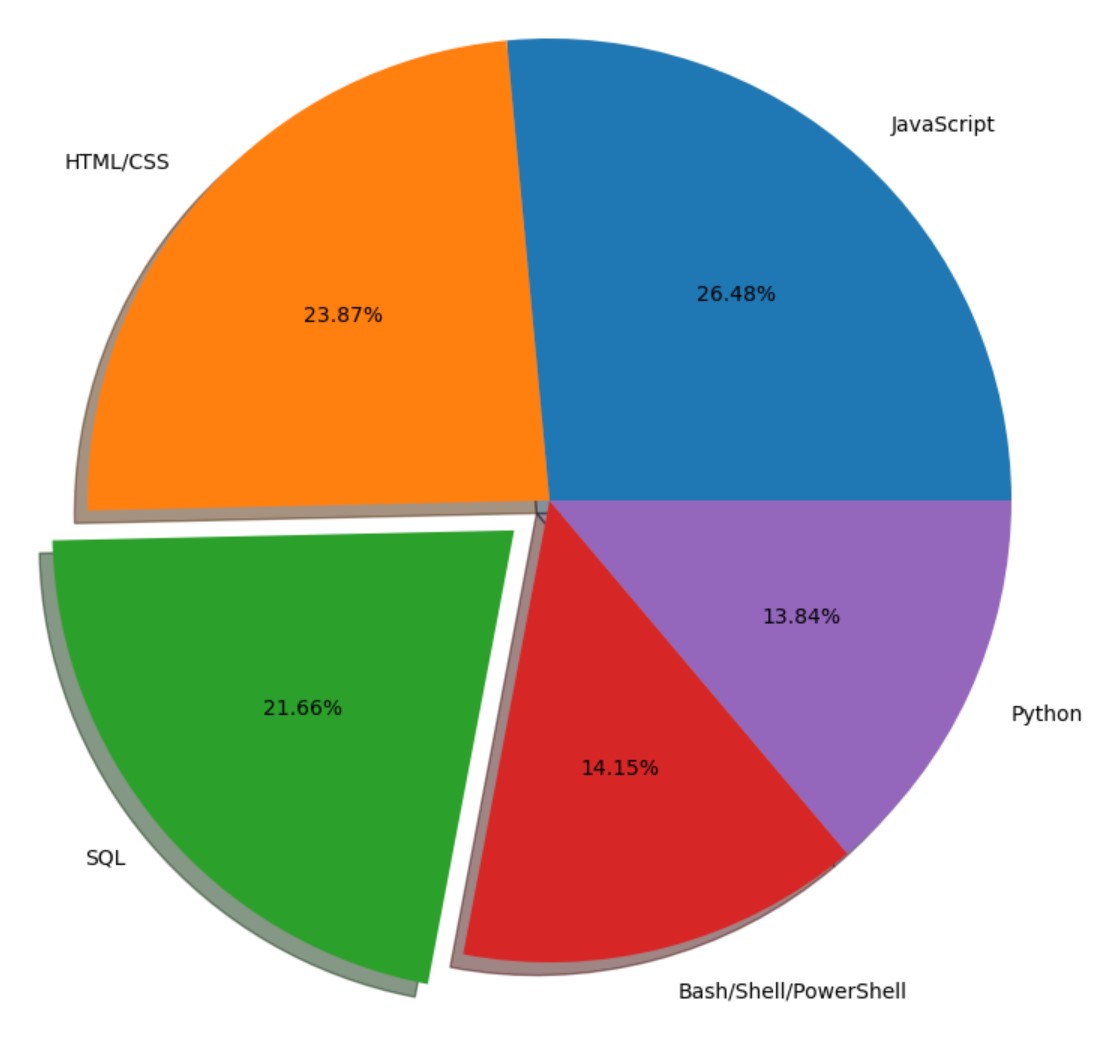 JavaScript
HTML/CSS
26.48%
23.87%
13.84%
21.66%
Python
14.15%
SQL
Bash/Shell/PowerShell